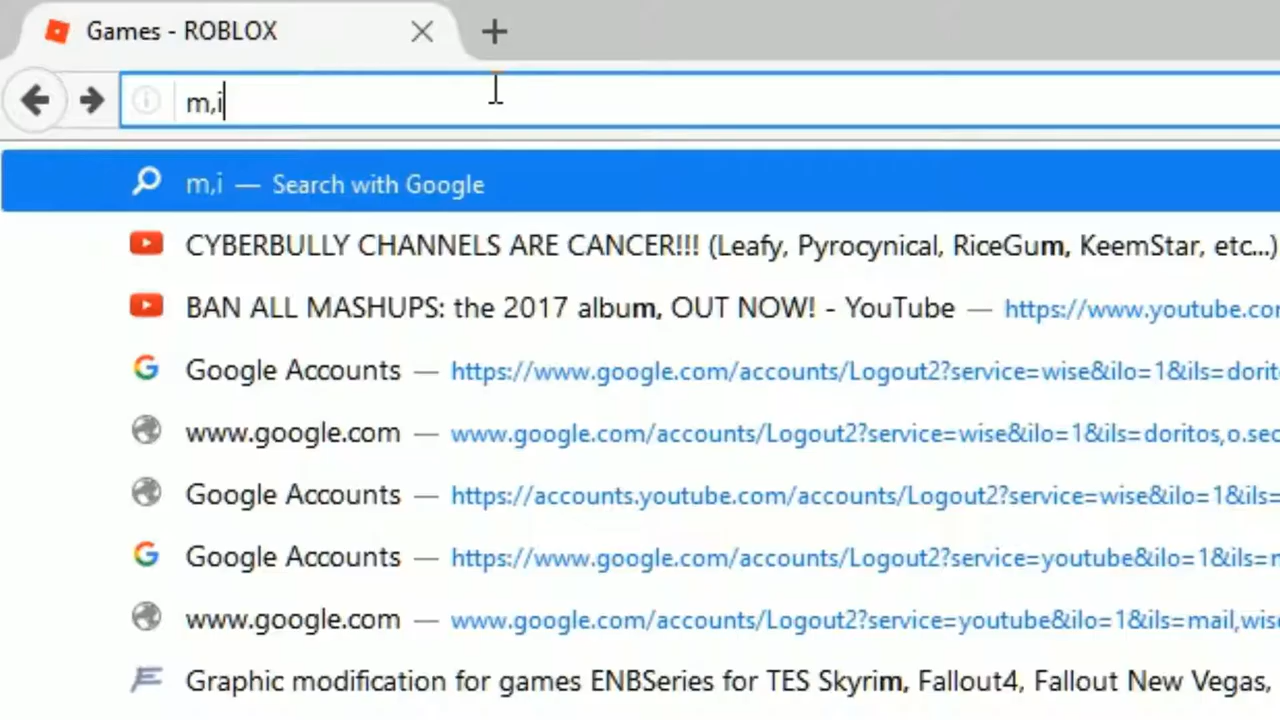 Games - ROBLOX
m,i
m,i — Search with Google
CYBERBULLY CHANNELS ARE CANCER!!! (Leafy, Pyrocynical, RiceGum, KeemStar, etc...)
BAN ALL MASHUPS: the 2017 album, OUT NOW! - YouTube — https://www.youtube.co
Google Accounts — https://www.google.com/accounts/Logout2?service=wise&ilo=1&ils=dorit
www.google.com — www.google.com/accounts/Logout2?service=wise&ilo=1&ils=doritos,o.sec
Google Accounts — https://accounts.youtube.com/accounts/Logout2?service=wise&ilo=1&ils=
Google Accounts — https://www.google.com/accounts/Logout2?service=youtube&ilo=1&ils=
www.google.com — www.google.com/accounts/Logout2?service=youtube&ilo=1&ils=mail,wise
Graphic modification for games ENBSeries for TES Skyrim, Fallout4, Fallout New Vegas,